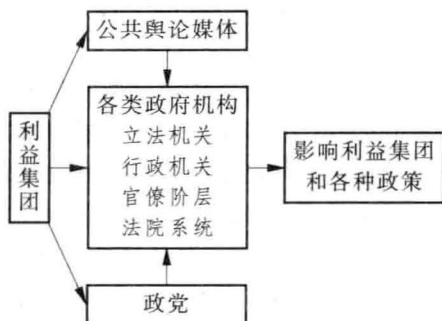 公共舆论媒体
利益集团
各类政府机构
立法机关
行政机关
官僚阶层
法院系统
影响利益集团
和各种政策
政党